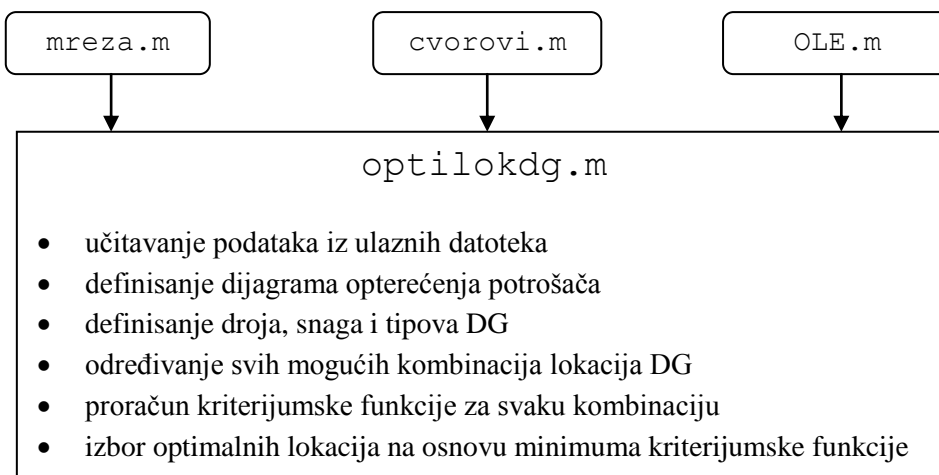 mreza.m
cvorovi.m
OLE.m
optilokdg.m
• učitavanje podataka iz ulaznih datoteka
• definisanje dijagrama opterećenja potrošača
• definisanje droja, snaga i tipova DG
• određivanje svih mogućih kombinacija lokacija DG
• proračun kriterijumske funkcije za svaku kombinaciju
• izbor optimalnih lokacija na osnovu minimuma kriterijumske funkcije